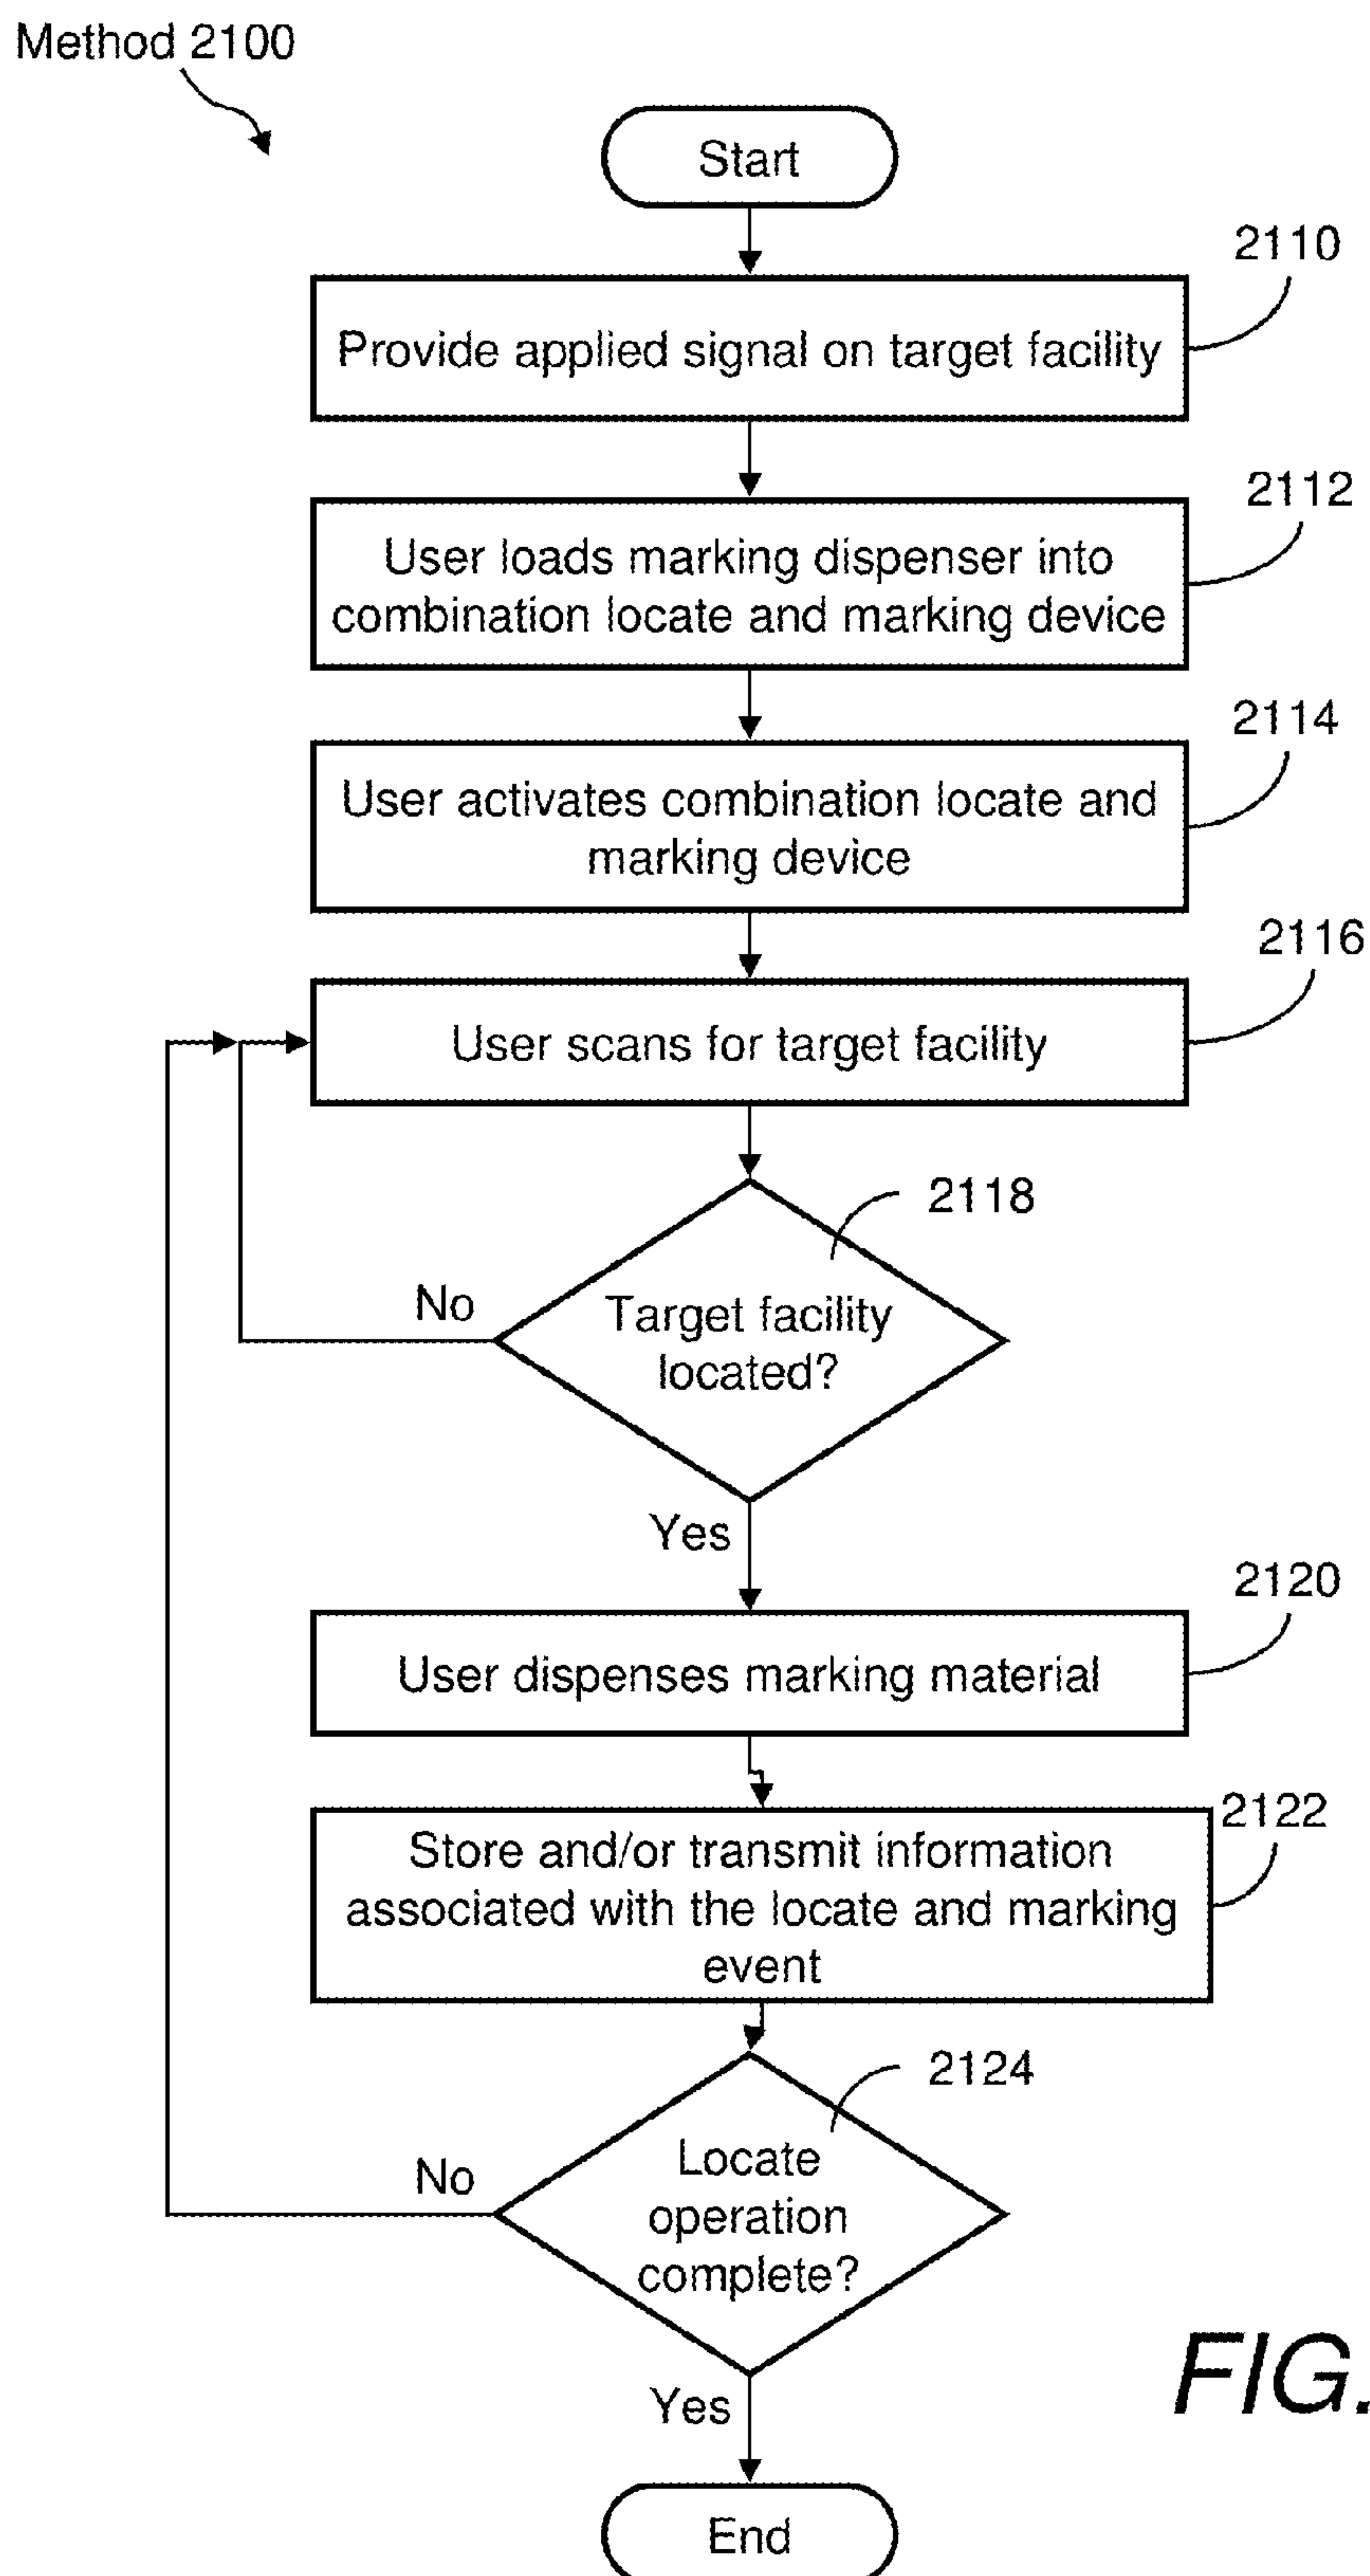 Method 2100
Start
2110
Provide applied signal on target facility
2112
User loads marking dispenser into
combination locate and marking device
2114
User activates combination locate and
marking device
2116
User scans for target facility
2118
No
Target facility
located?
Yes
2120
User dispenses marking material
2122
Store and/or transmit information
associated with the locate and marking
event
2124
No
Locate
operation
complete?
Yes
FIG.
End